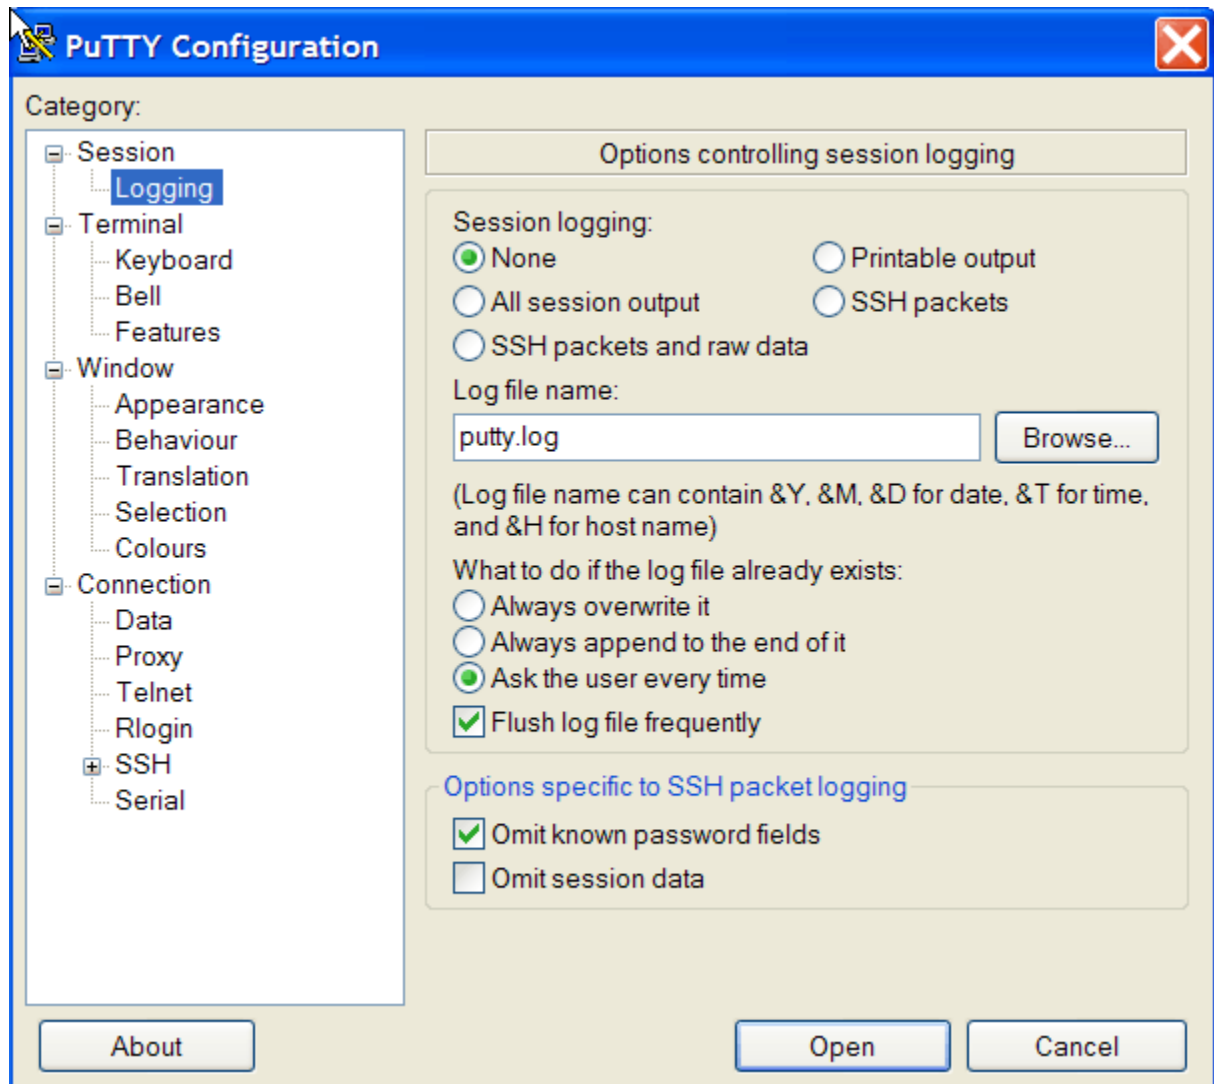 PuTTY Configuration
Category:
Session
Logging
Terminal
Keyboard
Bell
Features
Window
Appearance
Behaviour
Translation
Selection
Colours
Connection
Data
Proxy
Telnet
Rlogin
SSH
Serial
Options controlling session logging
Session logging:
None
Printable output
All session output
SSH packets
SSH packets and raw data
Log file name:
putty.log
Browse...
(Log file name can contain &Y, &M, &D for date, &T for time,
and &H for host name)
What to do if the log file already exists:
Always overwrite it
Always append to the end of it
Ask the user every time
Flush log file frequently
Options specific to SSH packet logging
Omit known password fields
Omit session data
About
Open
Cancel